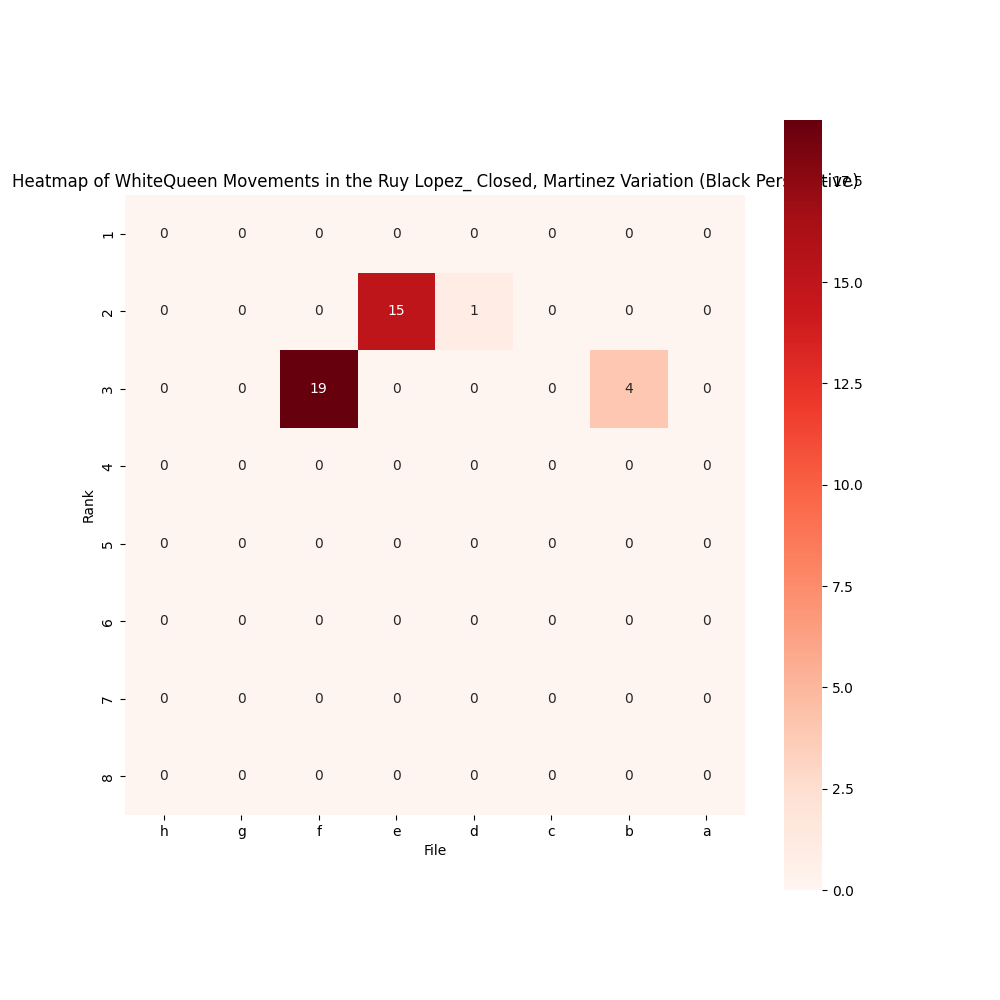 Heatmap of WhiteQueen Movements in the Ruy Lopez_ Closed, Martinez Variation (Black Perspective)
17.5
1 0 0 0 0 0 0 0 0
15.0
2 0 0 0 15 1 0 0 0
3 0 0 19 0 0 0 4 0
12.5
4 0 0 0 0 0 0 0 0
10.0
Rank
5 0 0 0 0 0 0 0 0
7.5
6 0 0 0 0 0 0 0 0
5.0
7 0 0 0 0 0 0 0 0
8 0 0 0 0 0 0 0 0
2.5
h g f e d c b a
File
0.0